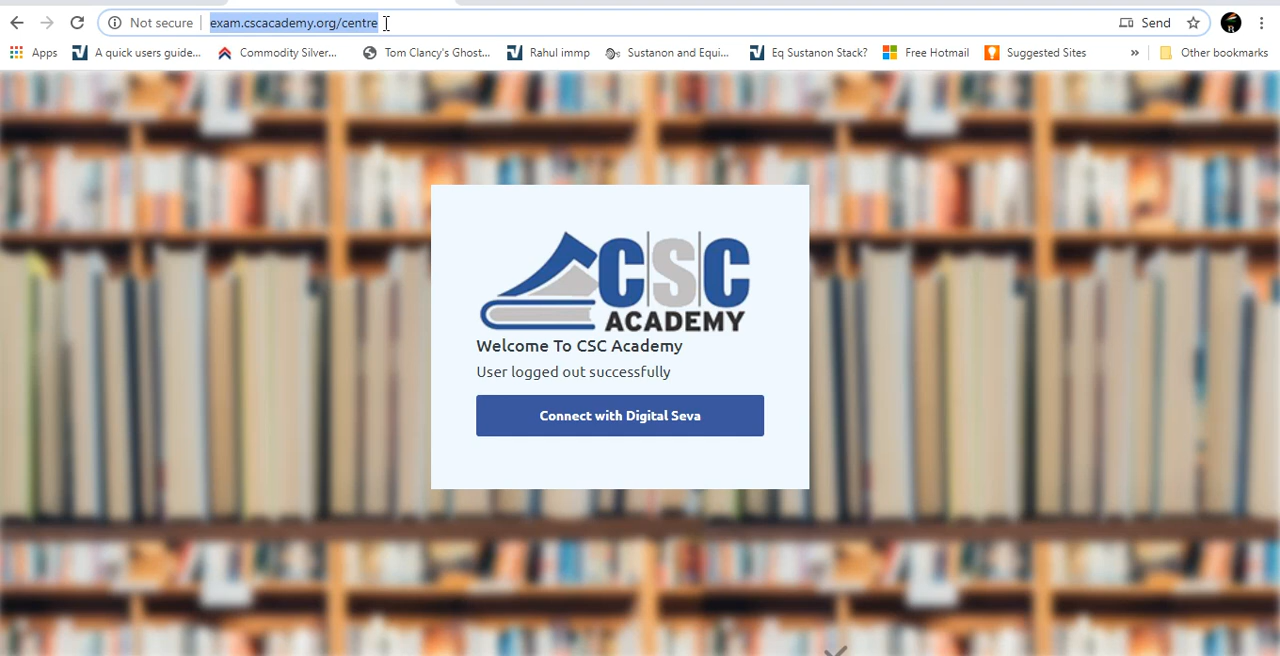 Not secure exam.cscacademy.org/centre Send
Apps A quick users guide... Commodity Silver... Tom Clancy's Ghost... Rahul immp Sustanon and Equi... Eq Sustanon Stack? Free Hotmail Suggested Sites » Other bookmarks
C|S|C
ACADEMY
Welcome To CSC Academy
User logged out successfully
Connect with Digital Seva